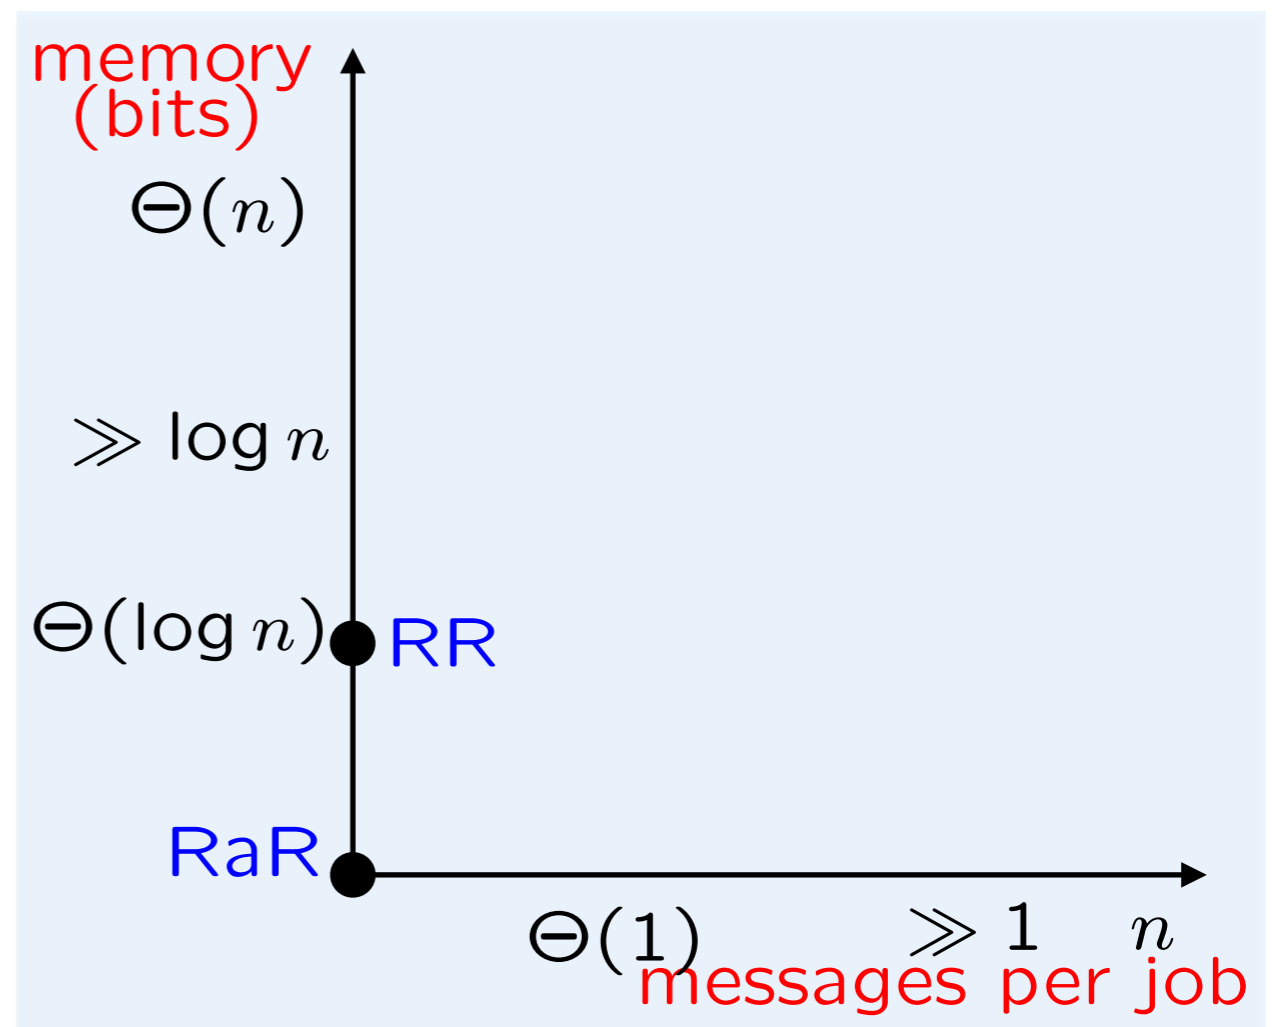 memory
(bits)
Θ(n)
≫ log n
Θ(log n) RR
RaR
Θ(1) ≫ 1 n
messages per job